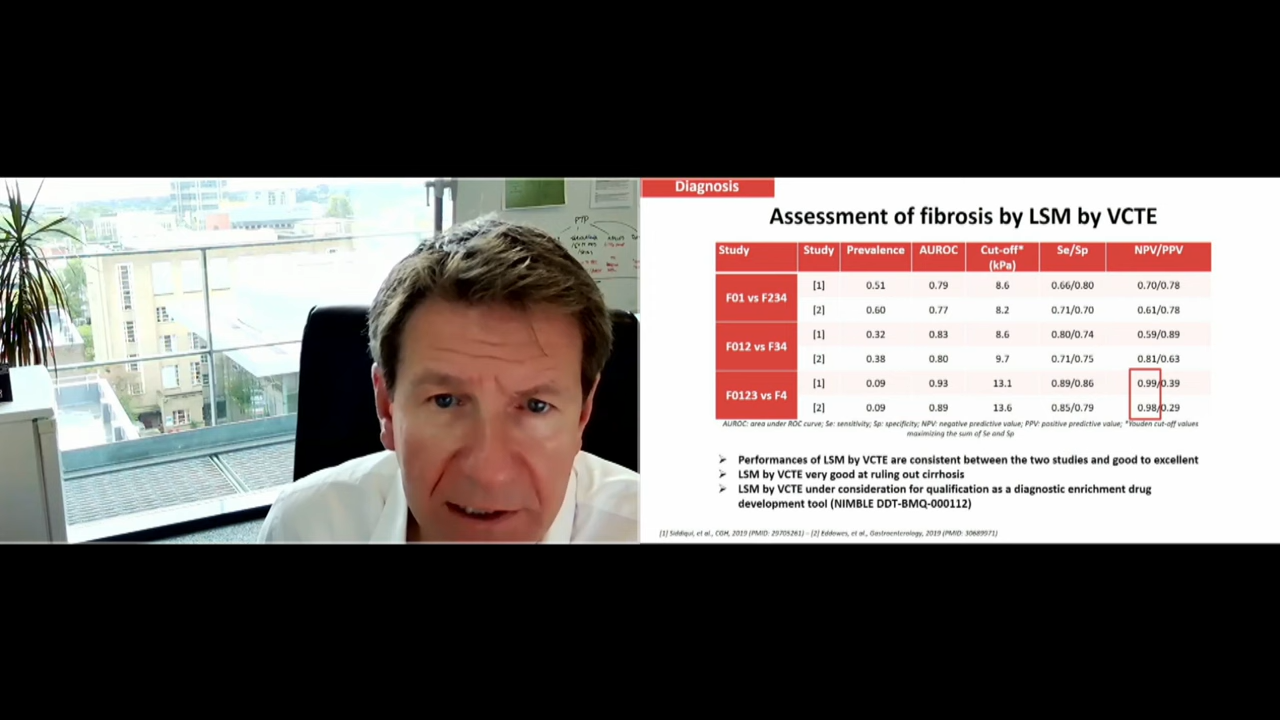 PTP
Diagnosis
Assessment of fibrosis by LSM by VCTE
Study Study Prevalence AUROC Cut-off* (kPa) Se/Sp NPV/PPV
F01 vs F234 [1] 0.51 0.79 8.6 0.66/0.80 0.70/0.78
[2] 0.60 0.77 8.2 0.71/0.70 0.61/0.78
F012 vs F34 [1] 0.32 0.83 8.6 0.80/0.74 0.59/0.89
[2] 0.38 0.80 9.7 0.71/0.75 0.81/0.63
F0123 vs F4 [1] 0.09 0.93 13.1 0.89/0.86 0.99/0.39
[2] 0.09 0.89 13.6 0.85/0.79 0.98/0.29
AUROC: area under ROC curve; Se: sensitivity; Sp: specificity; NPV: negative predictive value; PPV: positive predictive value; *Youden cut-off values
maximizing the sum of Se and Sp
➢ Performances of LSM by VCTE are consistent between the two studies and good to excellent
➢ LSM by VCTE very good at ruling out cirrhosis
➢ LSM by VCTE under consideration for qualification as a diagnostic enrichment drug
development tool (NIMBLE DDT-BMQ-000112)
[1] Siddiqui, et al., CGH, 2019 (PMID: 29705261) – [2] Eddowes, et al., Gastroenterology, 2019 (PMID: 30689971)